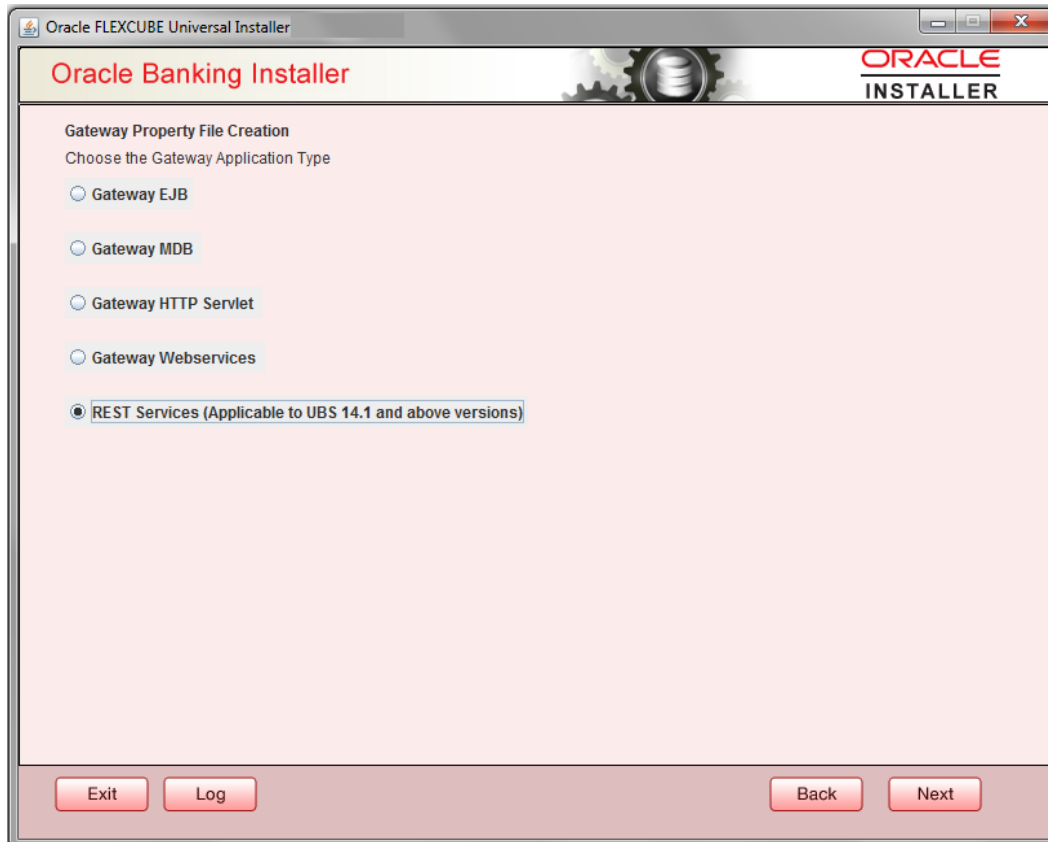 Oracle FLEXCUBE Universal Installer
Oracle Banking Installer
ORACLE
INSTALLER
Gateway Property File Creation
Choose the Gateway Application Type
Gateway EJB
Gateway MDB
Gateway HTTP Servlet
Gateway Webservices
REST Services (Applicable to UBS 14.1 and above versions)
Exit Log Back Next